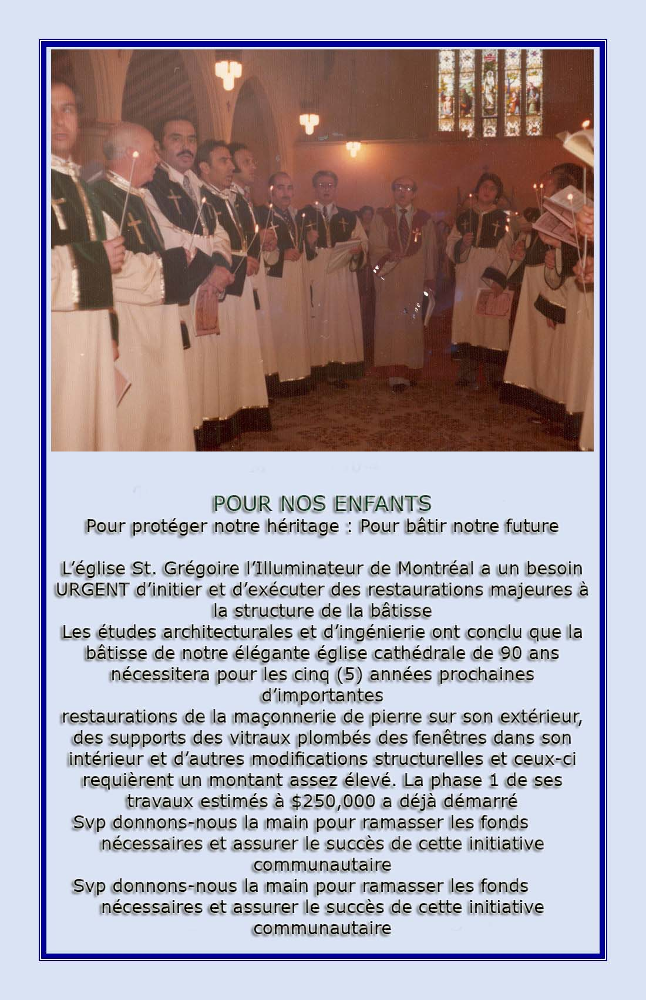 POUR NOS ENFANTS
Pour protéger notre héritage : Pour bâtir notre future
L’église St. Grégoire l’Illuminateur de Montréal a un besoin
URGENT d’initier et d’exécuter des restaurations majeures à
la structure de la bâtisse
Les études architecturales et d’ingénierie ont conclu que la
bâtisse de notre élégante église cathédrale de 90 ans
nécessitera pour les cinq (5) années prochaines
d’importantes
restaurations de la maçonnerie de pierre sur son extérieur,
des supports des vitraux plombés des fenêtres dans son
intérieur et d’autres modifications structurelles et ceux-ci
requièrent un montant assez élevé. La phase 1 de ses
travaux estimés à $250,000 a déjà démarré
Svp donnons-nous la main pour ramasser les fonds
nécessaires et assurer le succès de cette initiative
communautaire
Svp donnons-nous la main pour ramasser les fonds
nécessaires et assurer le succès de cette initiative
communautaire